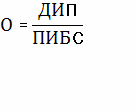 О = ДИП
ПИБС